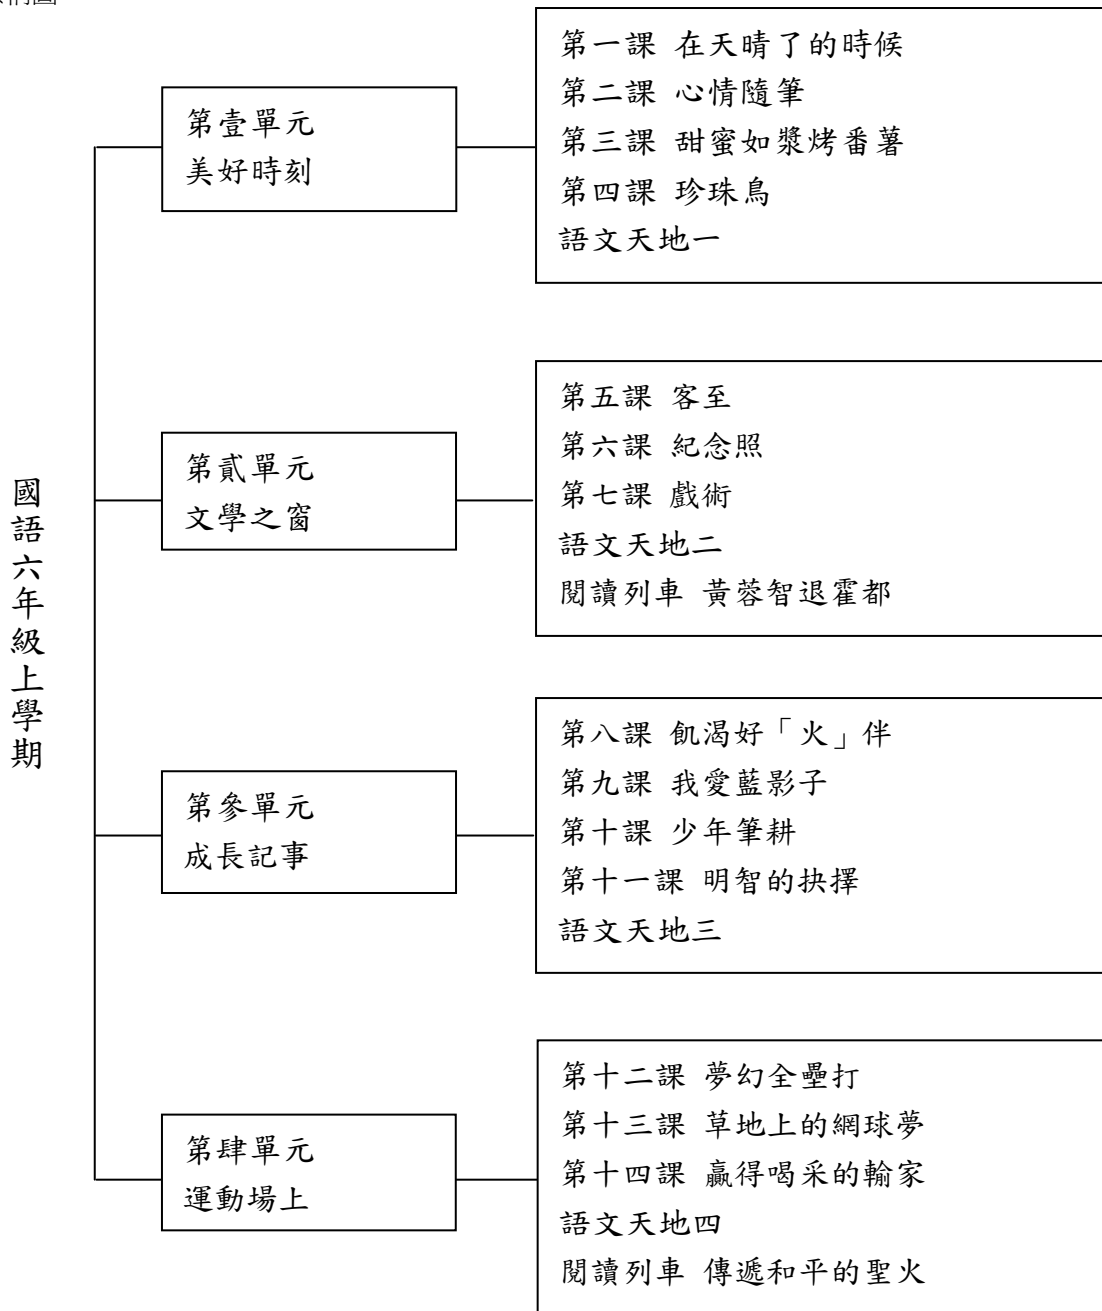 國語六年級上學期
第壹單元
美好時刻
第一課 在天晴了的時候
第二課 心情隨筆
第三課 甜蜜如漿烤番薯
第四課 珍珠鳥
語文天地一
第貳單元
文學之窗
第五課 客至
第六課 紀念照
第七課 戲術
語文天地二
閱讀列車 黃蓉智退霍都
第參單元
成長記事
第八課 飢渴好「火」伴
第九課 我愛藍影子
第十課 少年筆耕
第十一課 明智的抉擇
語文天地三
第肆單元
運動場上
第十二課 夢幻全壘打
第十三課 草地上的網球夢
第十四課 贏得喝采的輸家
語文天地四
閱讀列車 傳遞和平的聖火